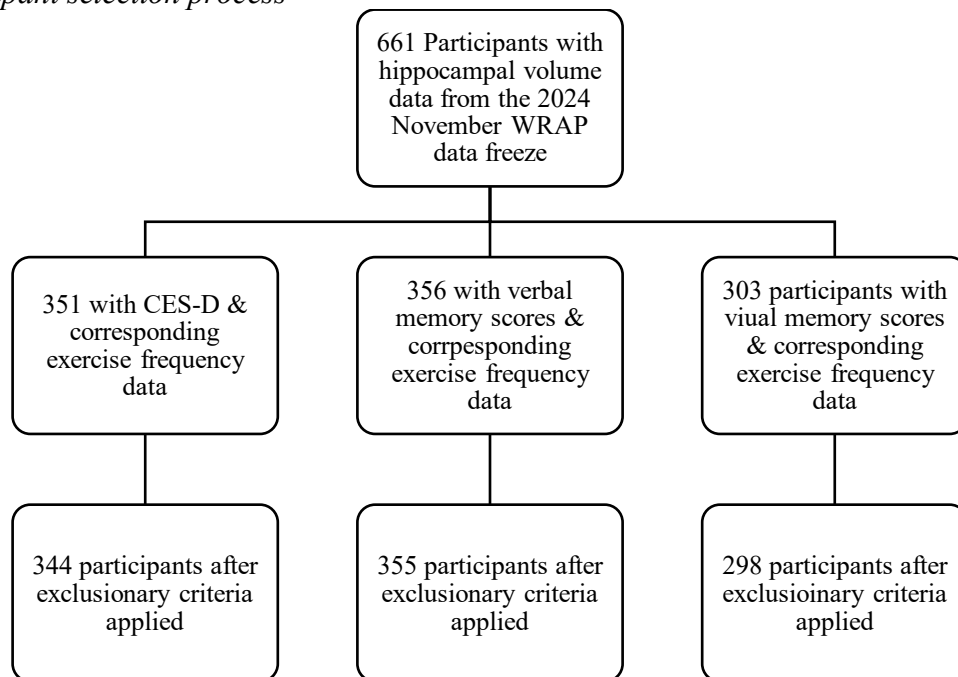 pant selection process
661 Participants with
hippocampal volume
data from the 2024
November WRAP
data freeze
351 with CES-D &
corresponding
exercise frequency
data
356 with verbal
memory scores &
corrpesponding
exercise frequency
data
303 participants with
viual memory scores
& corresponding
exercise frequency
data
344 participants after
exclusionary criteria
applied
355 participants after
exclusionary criteria
applied
298 participants after
exclusioinary criteria
applied